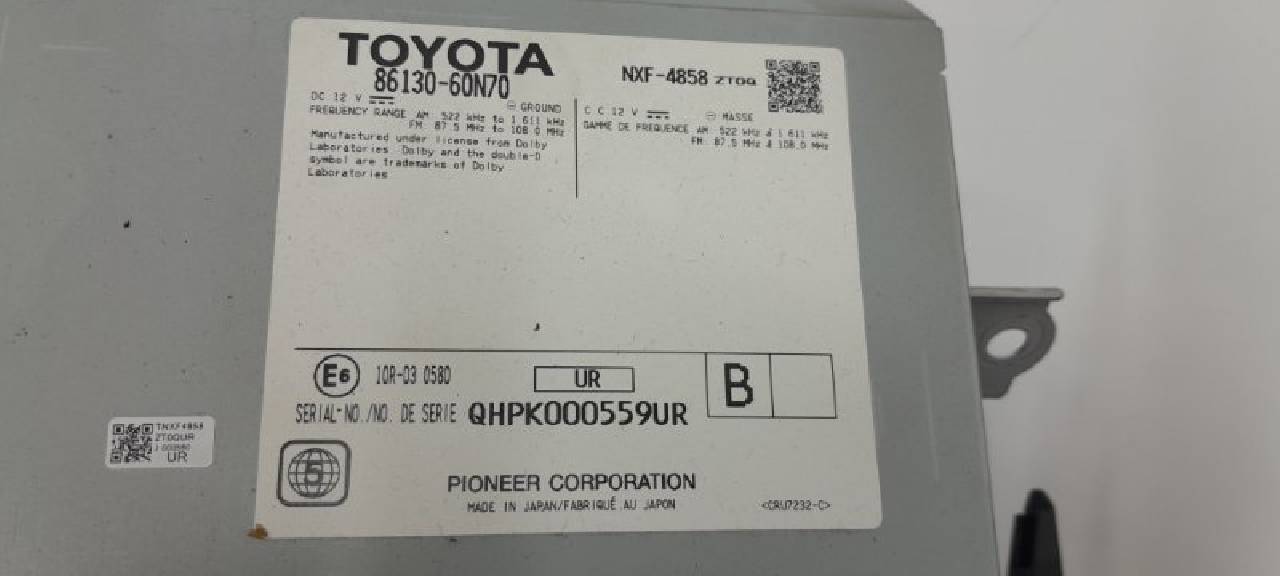 TOYOTA
86130-60N70
NXF-4858 ZT0Q
DC 12 V ⊖ GROUND
FREQUENCY RANGE AM 522 kHz to 1 611 kHz
FM 87.5 MHz to 108.0 MHz
Manufactured under license from Dolby
Laboratories Dolby and the double-D
symbol are trademarks of Dolby
Laboratories
C C 12 V ⊖ MASSE
GAMME DE FREQUENCE AM 522 kHz à 1 611 kHz
FM 87.5 MHz à 108.0 MHz
E6 10R-03 0580
UR
B
SERIAL-NO./NO. DE SERIE QHPK000559UR
5
PIONEER CORPORATION
MADE IN JAPAN/FABRIQUÉ AU JAPON
<CRU7232-C>
TNXF4858
ZT0QUR
UR